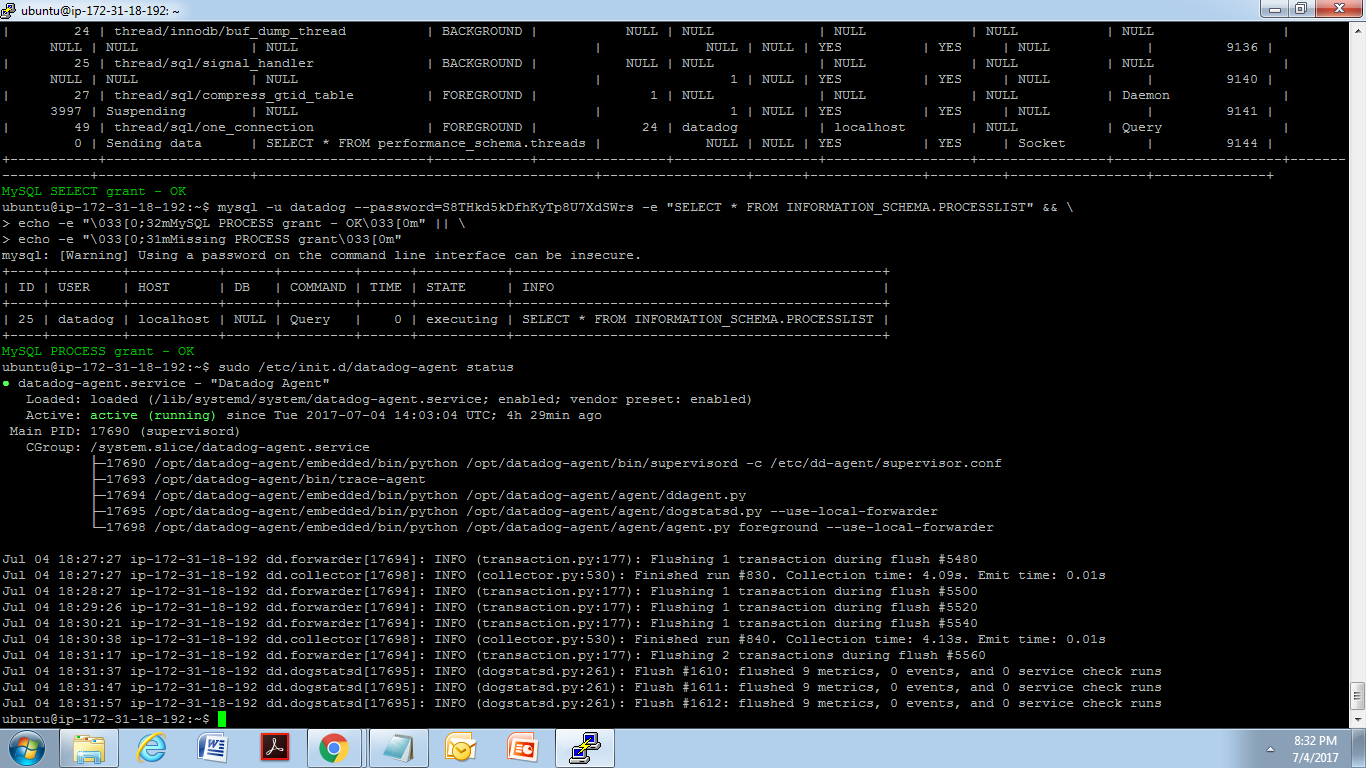 ubuntu@ip-172-31-18-192: ~
|         24 | thread/innodb/buf_dump_thread          | BACKGROUND |           NULL | NULL             | NULL             | NULL           | NULL                |
      NULL | NULL              | NULL                                     |             NULL | NULL | YES          | YES     | NULL            |         9136 |
|         25 | thread/sql/signal_handler              | BACKGROUND |           NULL | NULL             | NULL             | NULL           | NULL                |
      NULL | NULL              | NULL                                     |                1 | NULL | YES          | YES     | NULL            |         9140 |
|         27 | thread/sql/compress_gtid_table         | FOREGROUND |              1 | NULL             | NULL             | NULL           | Daemon              |
      3997 | Suspending        | NULL                                     |                1 | NULL | YES          | YES     | NULL            |         9141 |
|         49 | thread/sql/one_connection              | FOREGROUND |             24 | datadog          | localhost        | NULL           | Query               |
         0 | Sending data      | SELECT * FROM performance_schema.threads |             NULL | NULL | YES          | YES     | Socket          |         9144 |
MySQL SELECT grant - OK
ubuntu@ip-172-31-18-192:~$ mysql -u datadog --password=S8THkd5kDfhKyTp8U7XdSWrs -e "SELECT * FROM INFORMATION_SCHEMA.PROCESSLIST" && \
> echo -e "\033[0;32mMySQL PROCESS grant - OK\033[0m" || \
> echo -e "\033[0;31mMissing PROCESS grant\033[0m"
mysql: [Warning] Using a password on the command line interface can be insecure.
+----+---------+-----------+------+---------+------+-----------+----------------------------------------------+
| ID | USER    | HOST      | DB   | COMMAND | TIME | STATE     | INFO                                         |
+----+---------+-----------+------+---------+------+-----------+----------------------------------------------+
| 25 | datadog | localhost | NULL | Query   |    0 | executing | SELECT * FROM INFORMATION_SCHEMA.PROCESSLIST |
+----+---------+-----------+------+---------+------+-----------+----------------------------------------------+
MySQL PROCESS grant - OK
ubuntu@ip-172-31-18-192:~$ sudo /etc/init.d/datadog-agent status
● datadog-agent.service - "Datadog Agent"
   Loaded: loaded (/lib/systemd/system/datadog-agent.service; enabled; vendor preset: enabled)
   Active: active (running) since Tue 2017-07-04 14:03:04 UTC; 4h 29min ago
 Main PID: 17690 (supervisord)
   CGroup: /system.slice/datadog-agent.service
           ├─17690 /opt/datadog-agent/embedded/bin/python /opt/datadog-agent/bin/supervisord -c /etc/dd-agent/supervisor.conf
           ├─17693 /opt/datadog-agent/bin/trace-agent
           ├─17694 /opt/datadog-agent/embedded/bin/python /opt/datadog-agent/agent/ddagent.py
           ├─17695 /opt/datadog-agent/embedded/bin/python /opt/datadog-agent/agent/dogstatsd.py --use-local-forwarder
           └─17698 /opt/datadog-agent/embedded/bin/python /opt/datadog-agent/agent/agent.py foreground --use-local-forwarder
Jul 04 18:27:27 ip-172-31-18-192 dd.forwarder[17694]: INFO (transaction.py:177): Flushing 1 transaction during flush #5480
Jul 04 18:27:27 ip-172-31-18-192 dd.collector[17698]: INFO (collector.py:530): Finished run #830. Collection time: 4.09s. Emit time: 0.01s
Jul 04 18:28:27 ip-172-31-18-192 dd.forwarder[17694]: INFO (transaction.py:177): Flushing 1 transaction during flush #5500
Jul 04 18:29:26 ip-172-31-18-192 dd.forwarder[17694]: INFO (transaction.py:177): Flushing 1 transaction during flush #5520
Jul 04 18:30:21 ip-172-31-18-192 dd.forwarder[17694]: INFO (transaction.py:177): Flushing 1 transaction during flush #5540
Jul 04 18:30:38 ip-172-31-18-192 dd.collector[17698]: INFO (collector.py:530): Finished run #840. Collection time: 4.13s. Emit time: 0.01s
Jul 04 18:31:17 ip-172-31-18-192 dd.forwarder[17694]: INFO (transaction.py:177): Flushing 2 transactions during flush #5560
Jul 04 18:31:37 ip-172-31-18-192 dd.dogstatsd[17695]: INFO (dogstatsd.py:261): Flush #1610: flushed 9 metrics, 0 events, and 0 service check runs
Jul 04 18:31:47 ip-172-31-18-192 dd.dogstatsd[17695]: INFO (dogstatsd.py:261): Flush #1611: flushed 9 metrics, 0 events, and 0 service check runs
Jul 04 18:31:57 ip-172-31-18-192 dd.dogstatsd[17695]: INFO (dogstatsd.py:261): Flush #1612: flushed 9 metrics, 0 events, and 0 service check runs
ubuntu@ip-172-31-18-192:~$
8:32 PM
7/4/2017